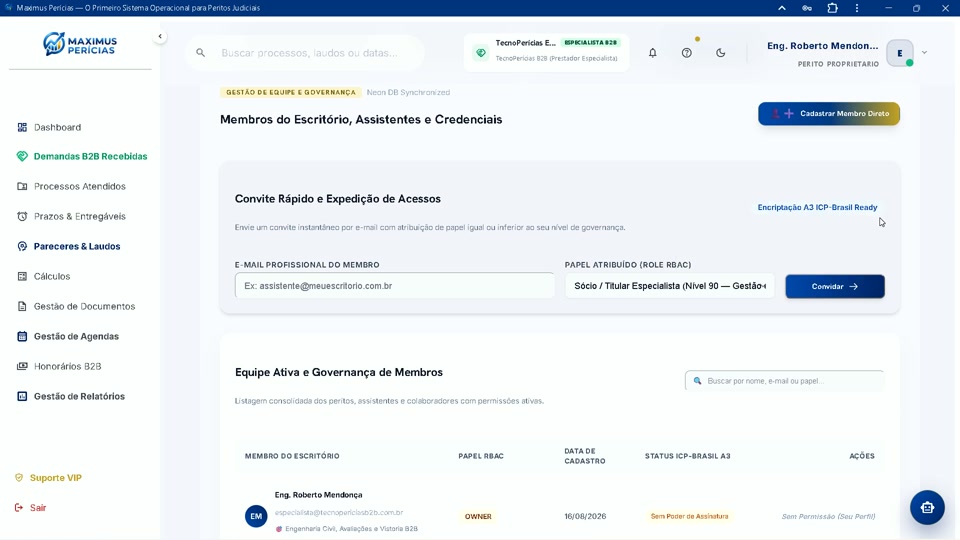 Maximus Perícias — O Primeiro Sistema Operacional para Peritos Judiciais
MAXIMUS
PERÍCIAS
Buscar processos, laudos ou datas...
TecnoPerícias E... ESPECIALISTA B2B
TecnoPerícias B2B (Prestador Especialista)
Eng. Roberto Mendon...
PERITO PROPRIETARIO
E
GESTÃO DE EQUIPE E GOVERNANÇA Neon DB Synchronized
Membros do Escritório, Assistentes e Credenciais
Cadastrar Membro Direto
Dashboard
Demandas B2B Recebidas
Processos Atendidos
Prazos & Entregáveis
Pareceres & Laudos
Cálculos
Gestão de Documentos
Gestão de Agendas
Honorários B2B
Gestão de Relatórios
Suporte VIP
Sair
Convite Rápido e Expedição de Acessos
Encriptação A3 ICP-Brasil Ready
Envie um convite instantâneo por e-mail com atribuição de papel igual ou inferior ao seu nível de governança.
E-MAIL PROFISSIONAL DO MEMBRO
PAPEL ATRIBUÍDO (ROLE RBAC)
Ex: assistente@meuescritorio.com.br
Sócio / Titular Especialista (Nível 90 — Gestão
Convidar
Equipe Ativa e Governança de Membros
Buscar por nome, e-mail ou papel...
Listagem consolidada dos peritos, assistentes e colaboradores com permissões ativas.
MEMBRO DO ESCRITÓRIO
PAPEL RBAC
DATA DE
CADASTRO
STATUS ICP-BRASIL A3
AÇÕES
EM
Eng. Roberto Mendonça
especialista@tecnopericiasb2b.com.br
Engenharia Civil, Avaliações e Vistoria B2B
OWNER
16/08/2026
Sem Poder de Assinatura
Sem Permissão (Seu Perfil)